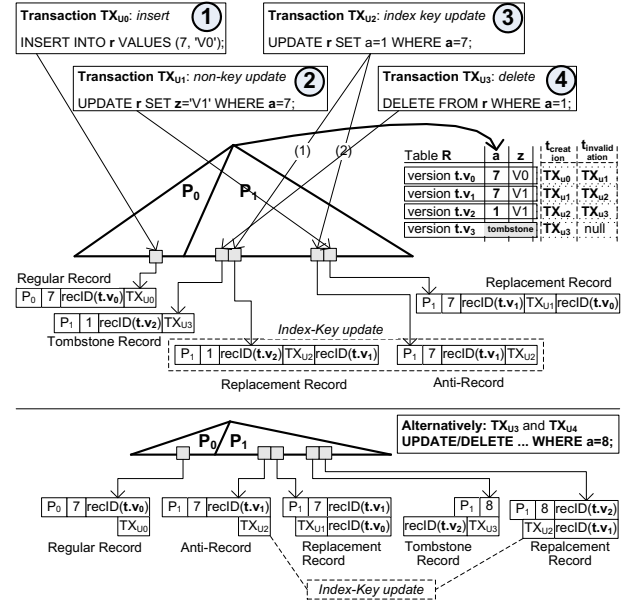 Transaction TXU0: insert
1
INSERT INTO r VALUES (7, 'V0');
Transaction TXU2: index key update
3
UPDATE r SET a=1 WHERE a=7;
Transaction TXU1: non-key update
2
UPDATE r SET z='V1' WHERE a=7;
Transaction TXU3: delete
4
DELETE FROM r WHERE a=1;
(1)
(2)
P0
P1
Table R a z tcreation tinvalidation
version t.v0 7 V0 TXu0 TXu1
version t.v1 7 V1 TXu1 TXu2
version t.v2 1 V1 TXu2 TXu3
version t.v3 tombstone TXu3 null
Regular Record
P0 7 recID(t.v0) TXU0
P1 1 recID(t.v2) TXU3
Tombstone Record
Replacement Record
P1 7 recID(t.v1) TXU1 recID(t.v0)
Index-Key update
P1 1 recID(t.v2) TXU2 recID(t.v1)
P1 7 recID(t.v1) TXU2
Replacement Record
Anti-Record
P0 P1
Alternatively: TXU3 and TXU4
UPDATE/DELETE ... WHERE a=8;
P0 7 recID(t.v0)
TXU0
Regular Record
P1 7 recID(t.v1)
TXU2
Anti-Record
P1 7 recID(t.v1)
TXU1 recID(t.v0)
Replacement
Record
P1 8
recID(t.v2) TXU3
Tombstone
Record
P1 8 recID(t.v2)
TXU2 recID(t.v1)
Repalcement
Record
Index-Key update